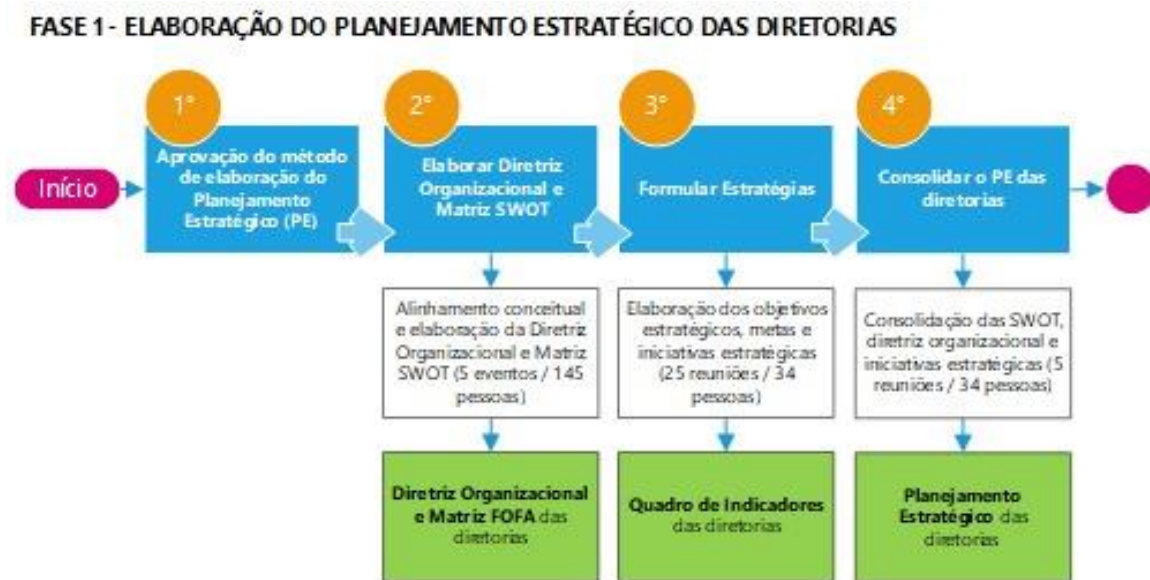 FASE 1 - ELABORAÇÃO DO PLANEJAMENTO ESTRATÉGICO DAS DIRETORIAS
1°
2°
3°
4°
Início
Aprovação do método
de elaboração do
Planejamento
Estratégico (PE)
Elaborar Diretriz
Organizacional e
Matriz SWOT
Formular Estratégias
Consolidar o PE das
diretorias
Alinhamento conceitual
e elaboração da Diretriz
Organizacional e Matriz
SWOT (5 eventos / 145
pessoas)
Elaboração dos objetivos
estratégicos, metas e
iniciativas estratégicas
(25 reuniões / 34
pessoas)
Consolidação das SWOT,
diretriz organizacional e
iniciativas estratégicas (5
reuniões / 34 pessoas)
Diretriz Organizacional
e Matriz FOFA das
diretorias
Quadro de Indicadores
das diretorias
Planejamento
Estratégico das
diretorias